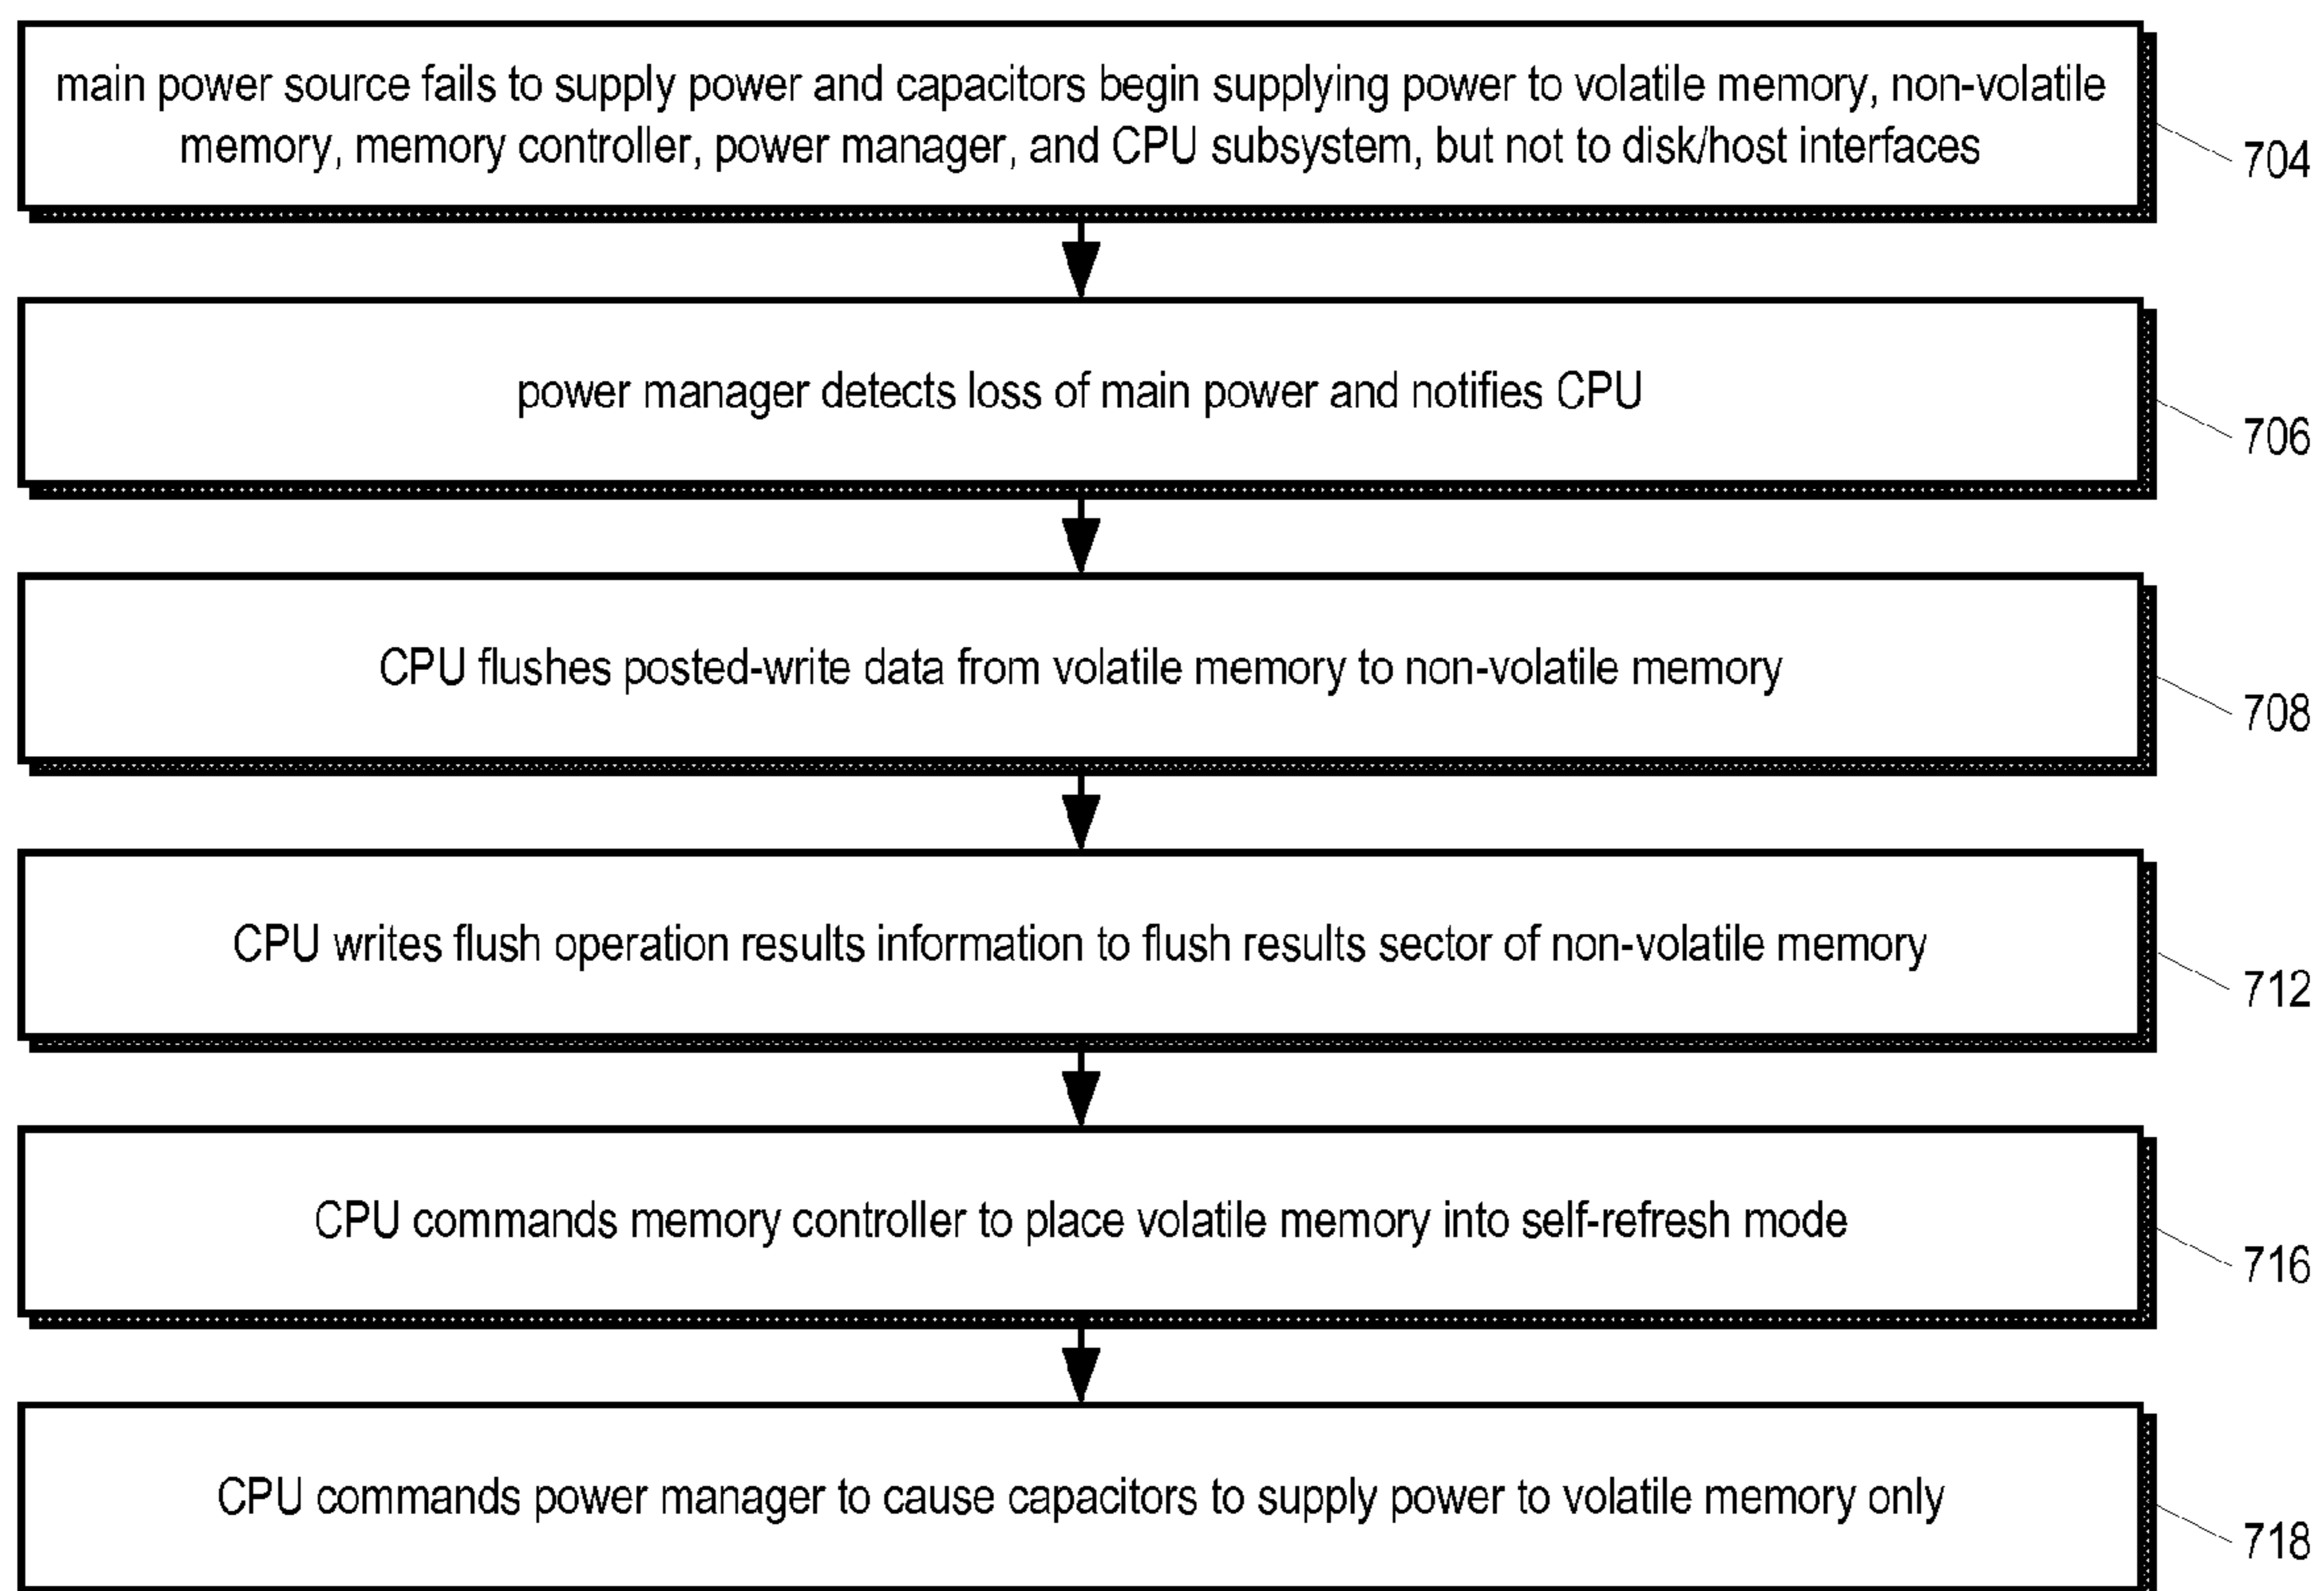 main power source fails to supply power and capacitors begin supplying power to volatile memory, non-volatile
memory, memory controller, power manager, and CPU subsystem, but not to disk/host interfaces
704
power manager detects loss of main power and notifies CPU
706
CPU flushes posted-write data from volatile memory to non-volatile memory
708
CPU writes flush operation results information to flush results sector of non-volatile memory
712
CPU commands memory controller to place volatile memory into self-refresh mode
716
CPU commands power manager to cause capacitors to supply power to volatile memory only
718